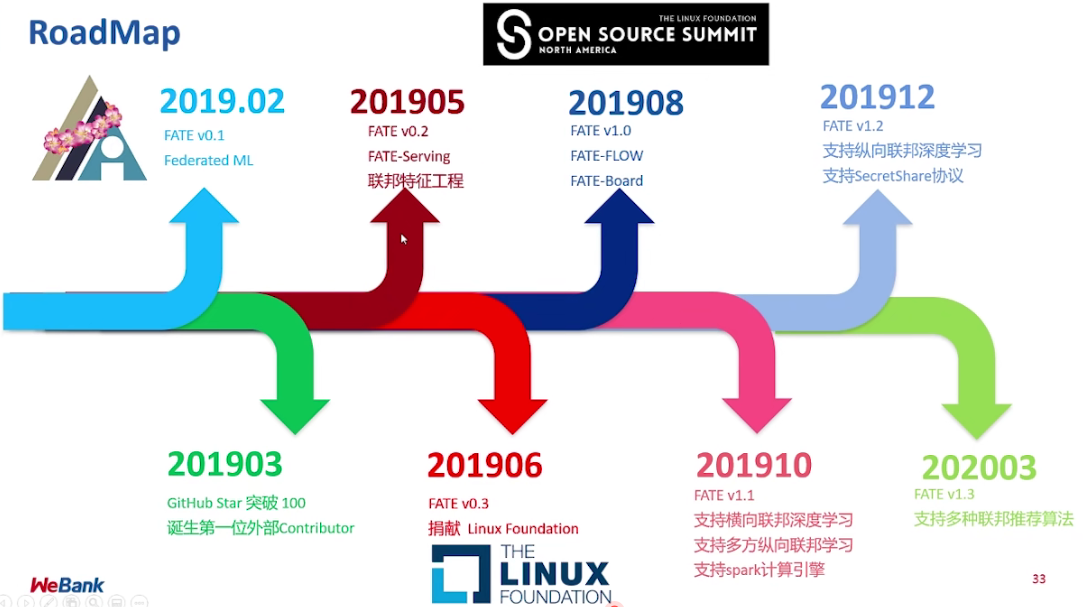 RoadMap
THE LINUX FOUNDATION
OPEN SOURCE SUMMIT
NORTH AMERICA
2019.02
FATE v0.1
Federated ML
201905
FATE v0.2
FATE-Serving
联邦特征工程
201908
FATE v1.0
FATE-FLOW
FATE-Board
201912
FATE v1.2
支持纵向联邦深度学习
支持SecretShare协议
201903
GitHub Star 突破 100
诞生第一位外部Contributor
201906
FATE v0.3
捐献 Linux Foundation
THE
LINUX
FOUNDATION
201910
FATE v1.1
支持横向联邦深度学习
支持多方纵向联邦学习
支持spark计算引擎
202003
FATE v1.3
支持多种联邦推荐算法
WeBank
33